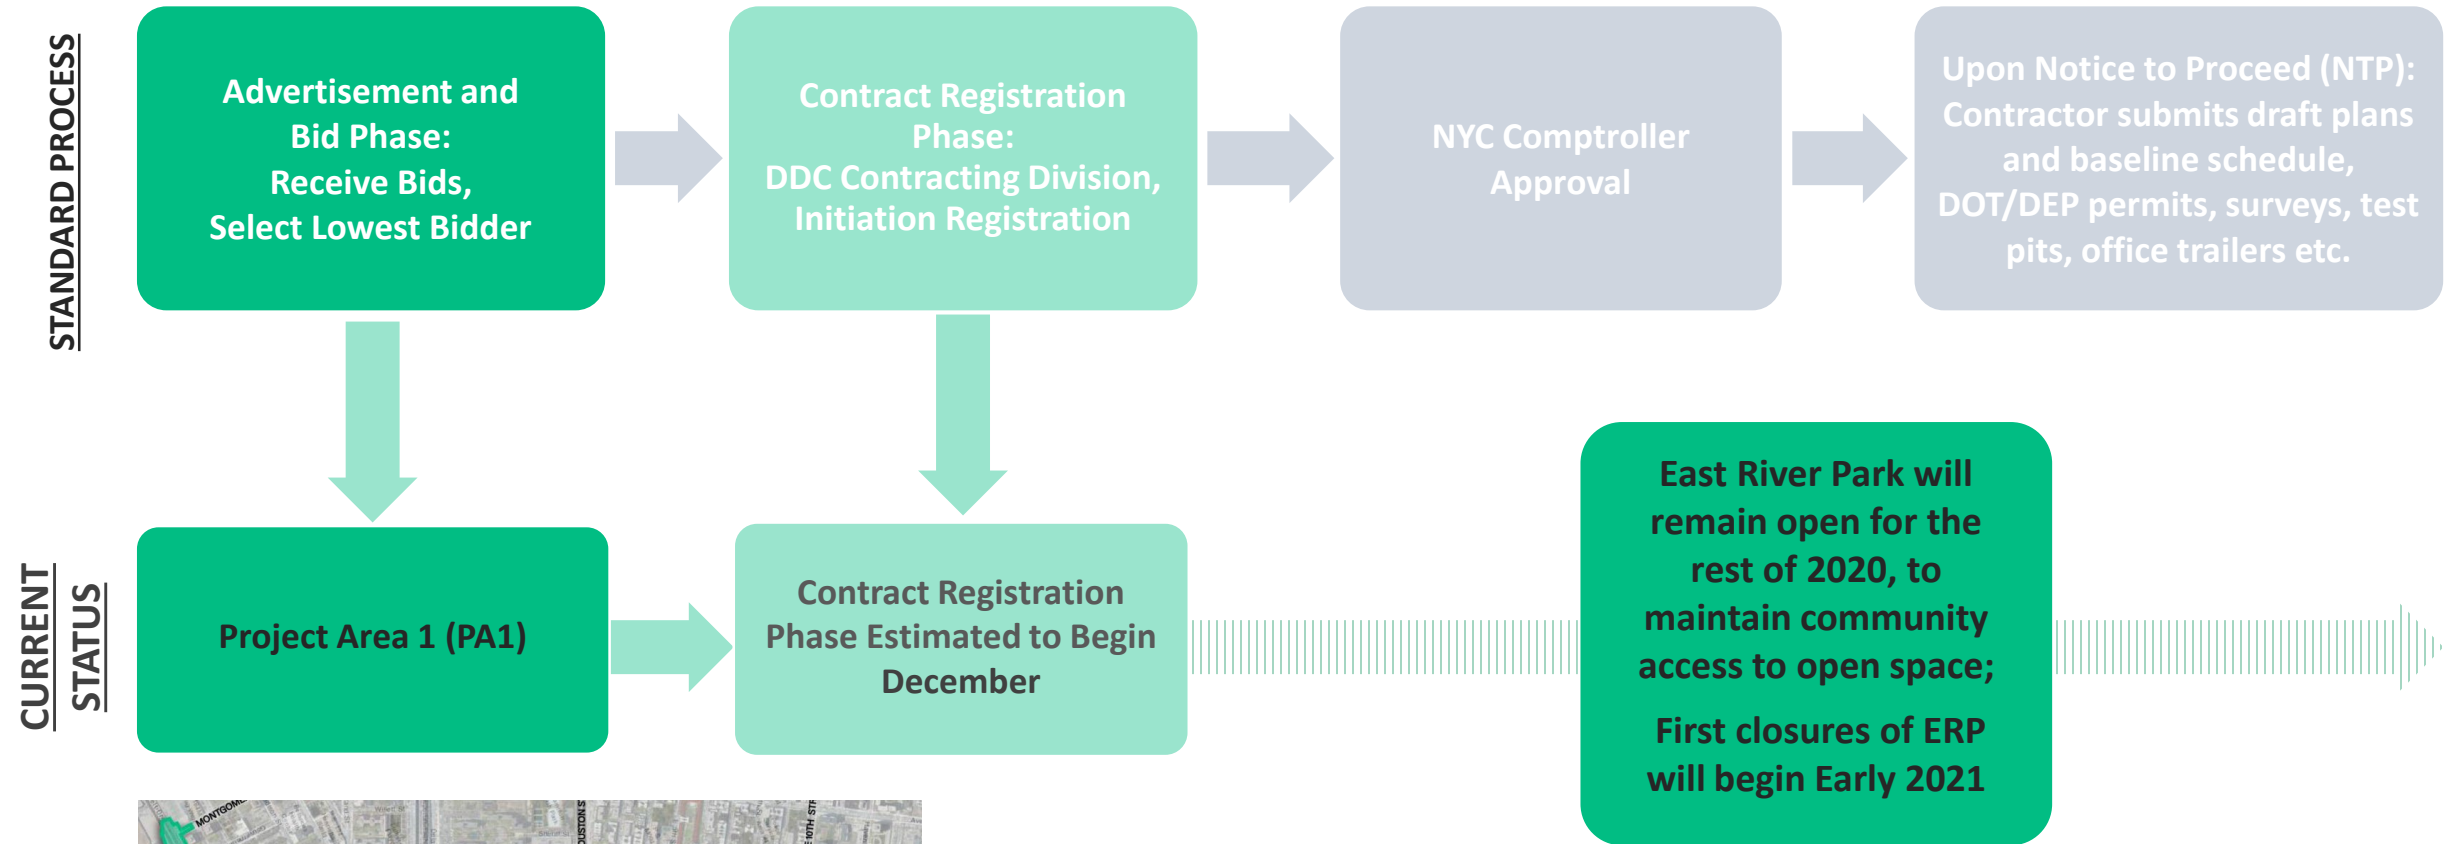 STANDARD PROCESS
Advertisement and
Bid Phase:
Receive Bids,
Select Lowest Bidder
Contract Registration
Phase:
DDC Contracting Division,
Initiation Registration
NYC Comptroller
Approval
Upon Notice to Proceed (NTP):
Contractor submits draft plans
and baseline schedule,
DOT/DEP permits, surveys, test
pits, office trailers etc.
CURRENT
STATUS
Project Area 1 (PA1)
Contract Registration
Phase Estimated to Begin
December
East River Park will
remain open for the
rest of 2020, to
maintain community
access to open space;
First closures of ERP
will begin Early 2021